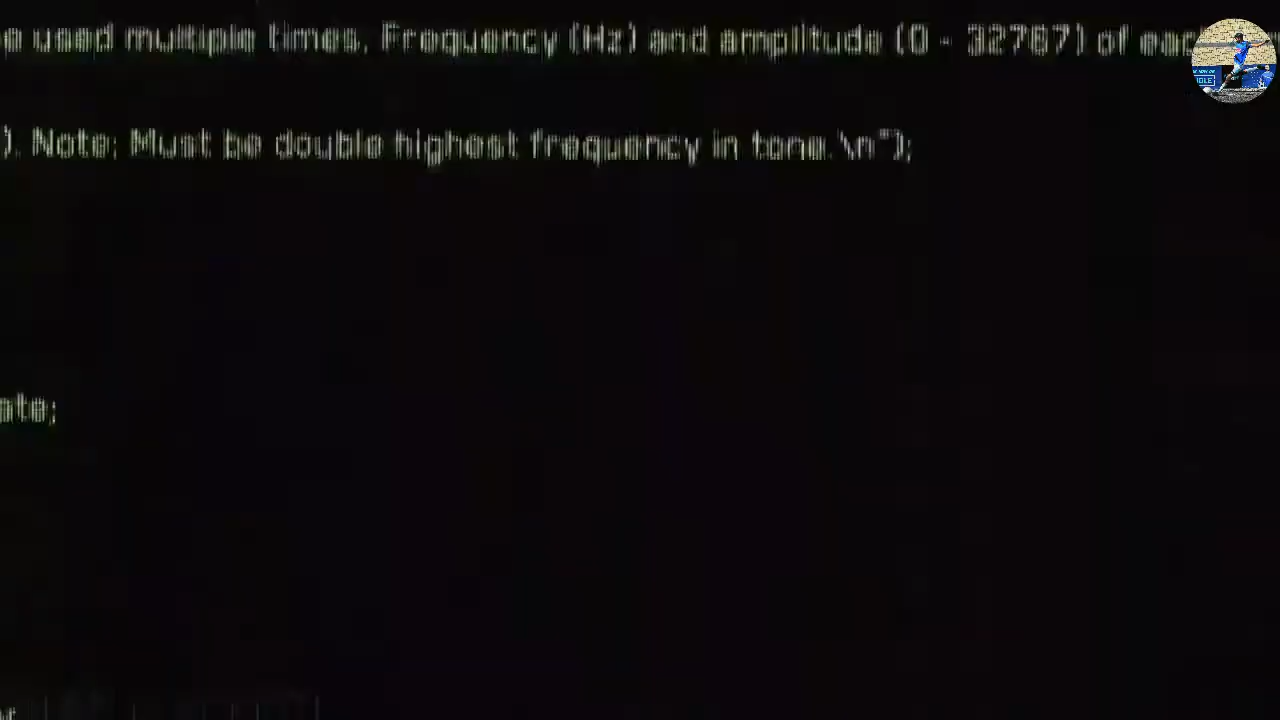 e used multiple times. Frequency (Hz) and amplitude (0 - 32767) of each
). Note: Must be double highest frequency in tone.\n");
ate;